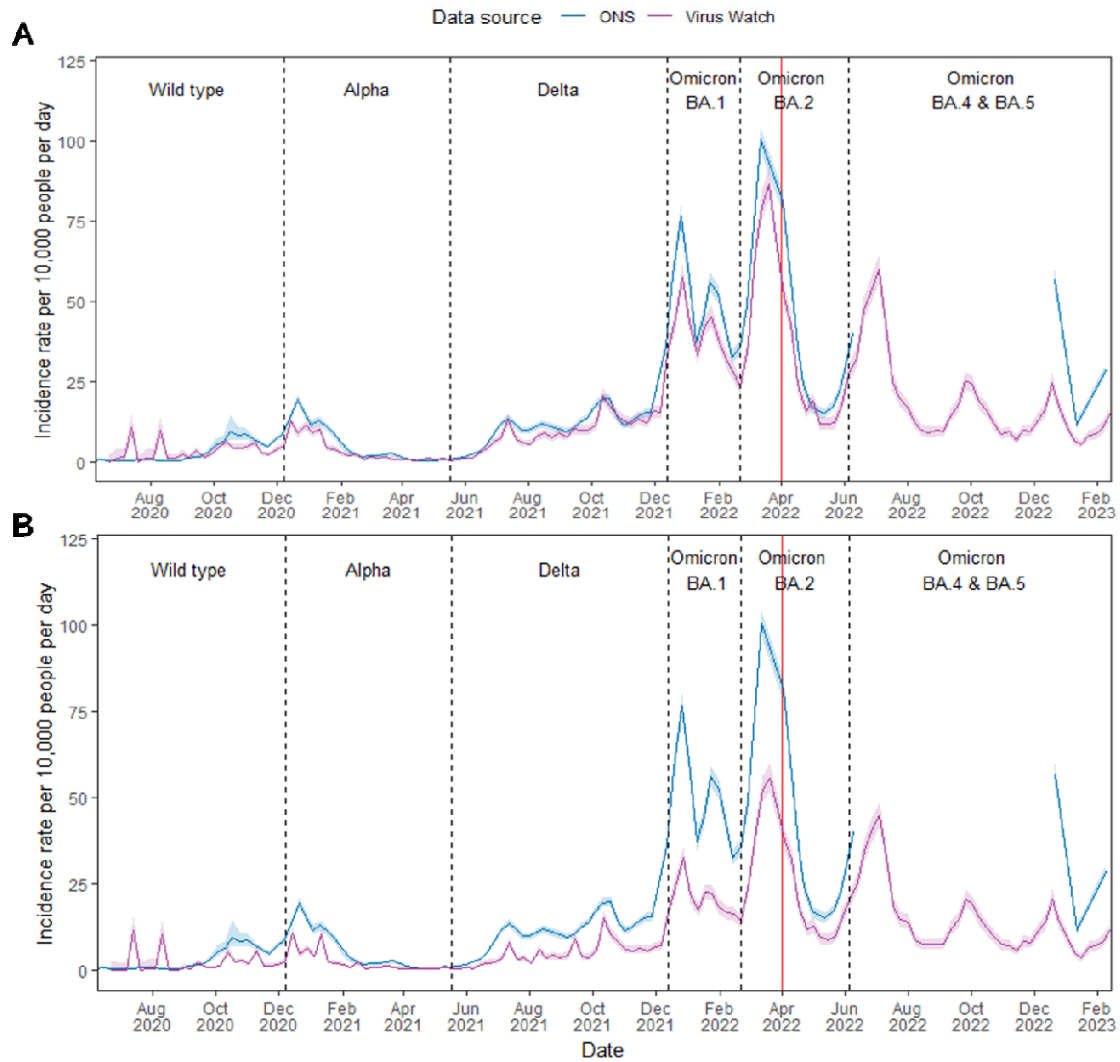 Data source ONS Virus Watch
A
Incidence rate per 10,000 people per day
125
100
75
50
25
0
Wild type
Alpha
Delta
Omicron
BA.1
Omicron
BA.2
Omicron
BA.4 & BA.5
Aug Oct Dec Feb Apr Jun Aug Oct Dec Feb Apr Jun Aug Oct Dec Feb
2020 2020 2020 2021 2021 2021 2021 2021 2021 2022 2022 2022 2022 2022 2022 2023
B
Incidence rate per 10,000 people per day
125
100
75
50
25
0
Wild type
Alpha
Delta
Omicron
BA.1
Omicron
BA.2
Omicron
BA.4 & BA.5
Aug Oct Dec Feb Apr Jun Aug Oct Dec Feb Apr Jun Aug Oct Dec Feb
2020 2020 2020 2021 2021 2021 2021 2021 2021 2022 2022 2022 2022 2022 2022 2023
Date